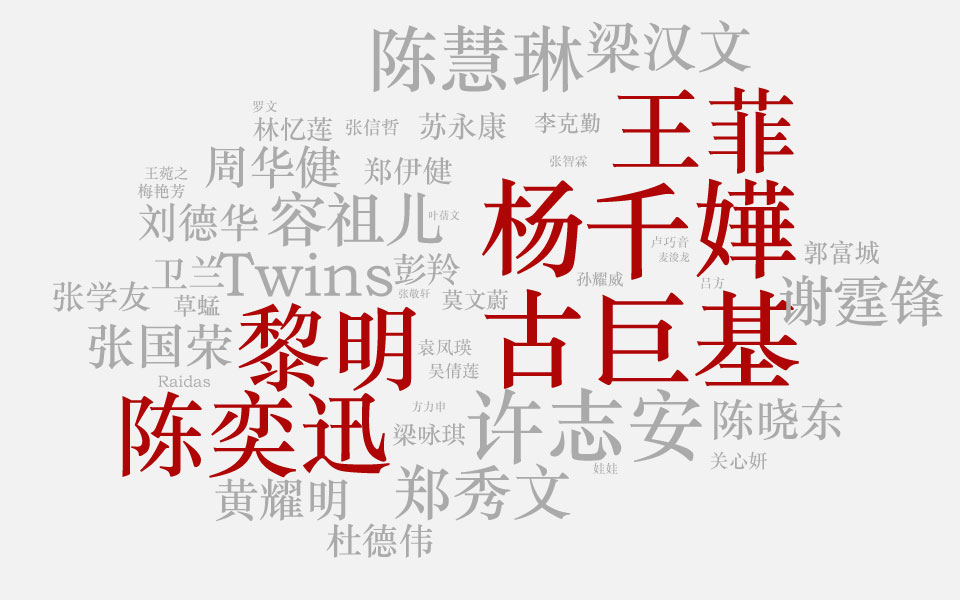 陈慧琳
梁汉文
王菲
罗文
林忆莲
张信哲
苏永康
李克勤
周华健
郑伊健
张智霖
王菀之
梅艳芳
杨千嬅
刘德华
容祖儿
叶蒨文
卢巧音
麦浚龙
郭富城
卫兰
Twins
彭羚
孙耀威
吕方
张学友
草蜢
张敬轩
莫文蔚
谢霆锋
张国荣
黎明
古巨基
袁凤瑛
吴倩莲
Raidas
陈奕迅
方力申
梁咏琪
许志安
陈晓东
关心妍
娃娃
黄耀明
郑秀文
杜德伟